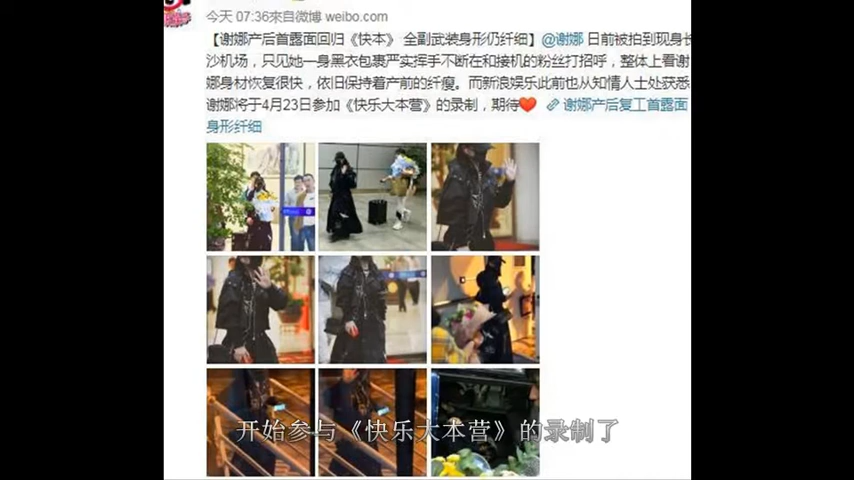 今天 07:36來自微博 weibo.com
【谢娜产后首露面回归《快本》 全副武装身形仍纤细】@谢娜 日前被拍到现身长
沙机场，只见她一身黑衣包裹严实挥手不断在和接机的粉丝打招呼，整体上看谢
娜身材恢复很快，依旧保持着产前的纤瘦。而新浪娱乐此前也从知情人士处获悉
谢娜将于4月23日参加《快乐大本营》的录制，期待❤ 谢娜产后复工首露面
身形纤细
开始参与《快乐大本营》的录制了